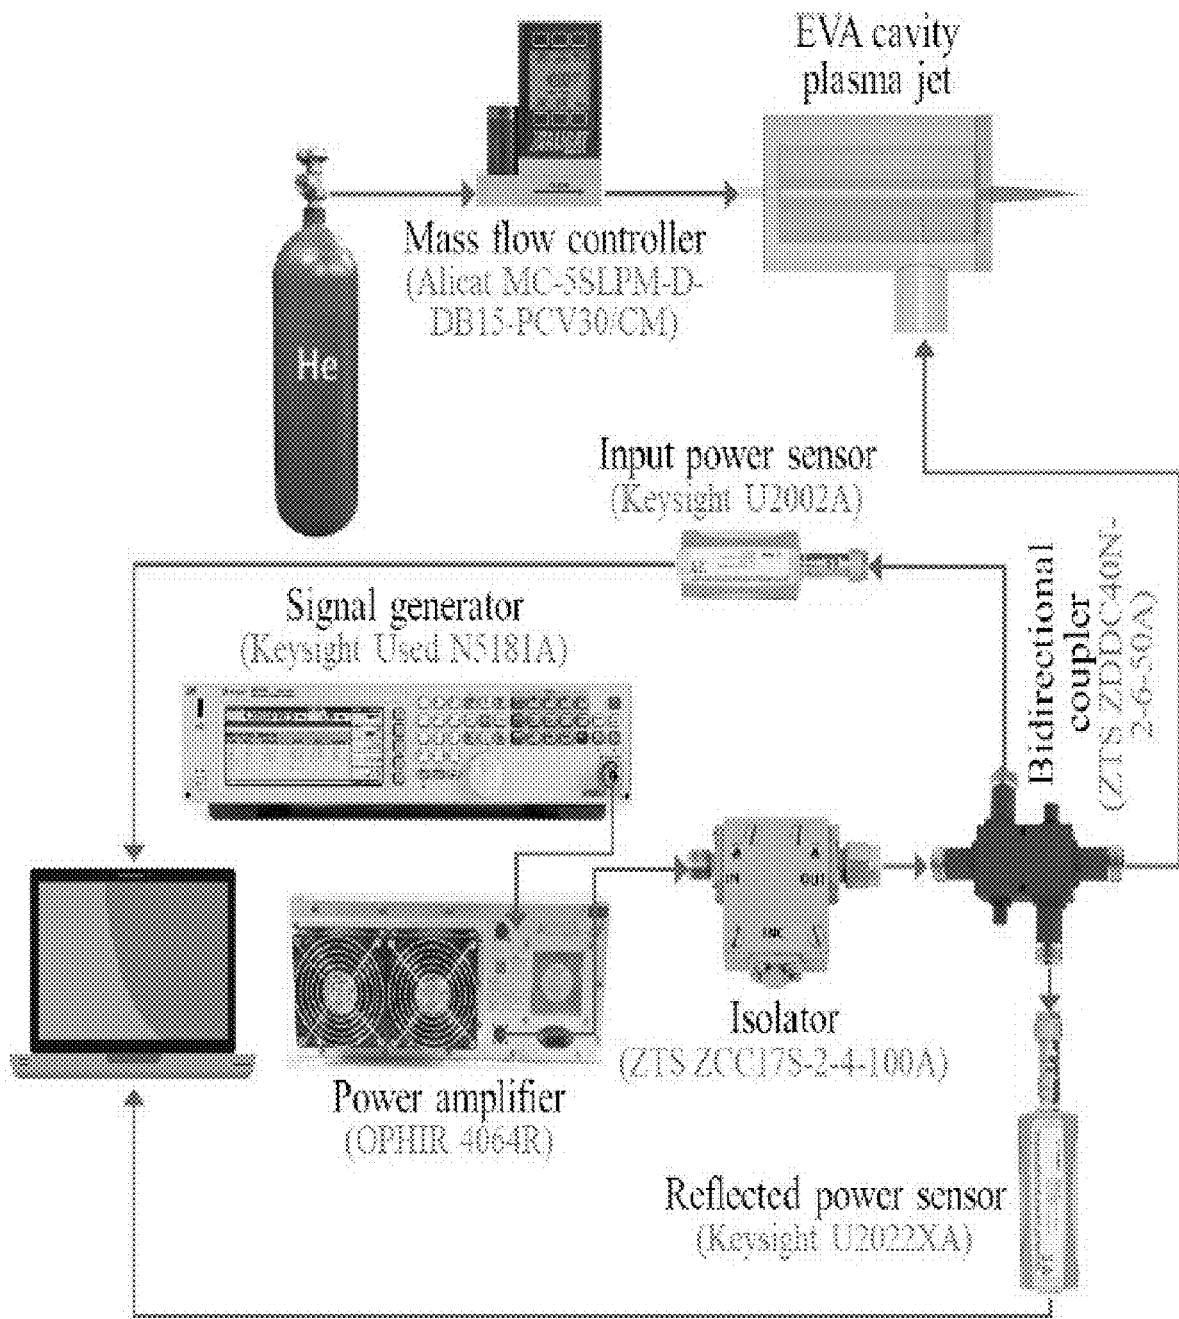 EVA cavity
plasma jet
Mass flow controller
(Alicat MC-5SLPM-D-
DB15-PCV30/CM)
He
Input power sensor
(Keysight U2002A)
Signal generator
(Keysight Used N5181A)
Bidirectional
coupler
(ZTS ZDDC40N-
2-6-50A)
IN
OUT
Isolator
(ZTS ZCC17S-2-4-100A)
Power amplifier
(OPHIR 4064R)
Reflected power sensor
(Keysight U2022XA)